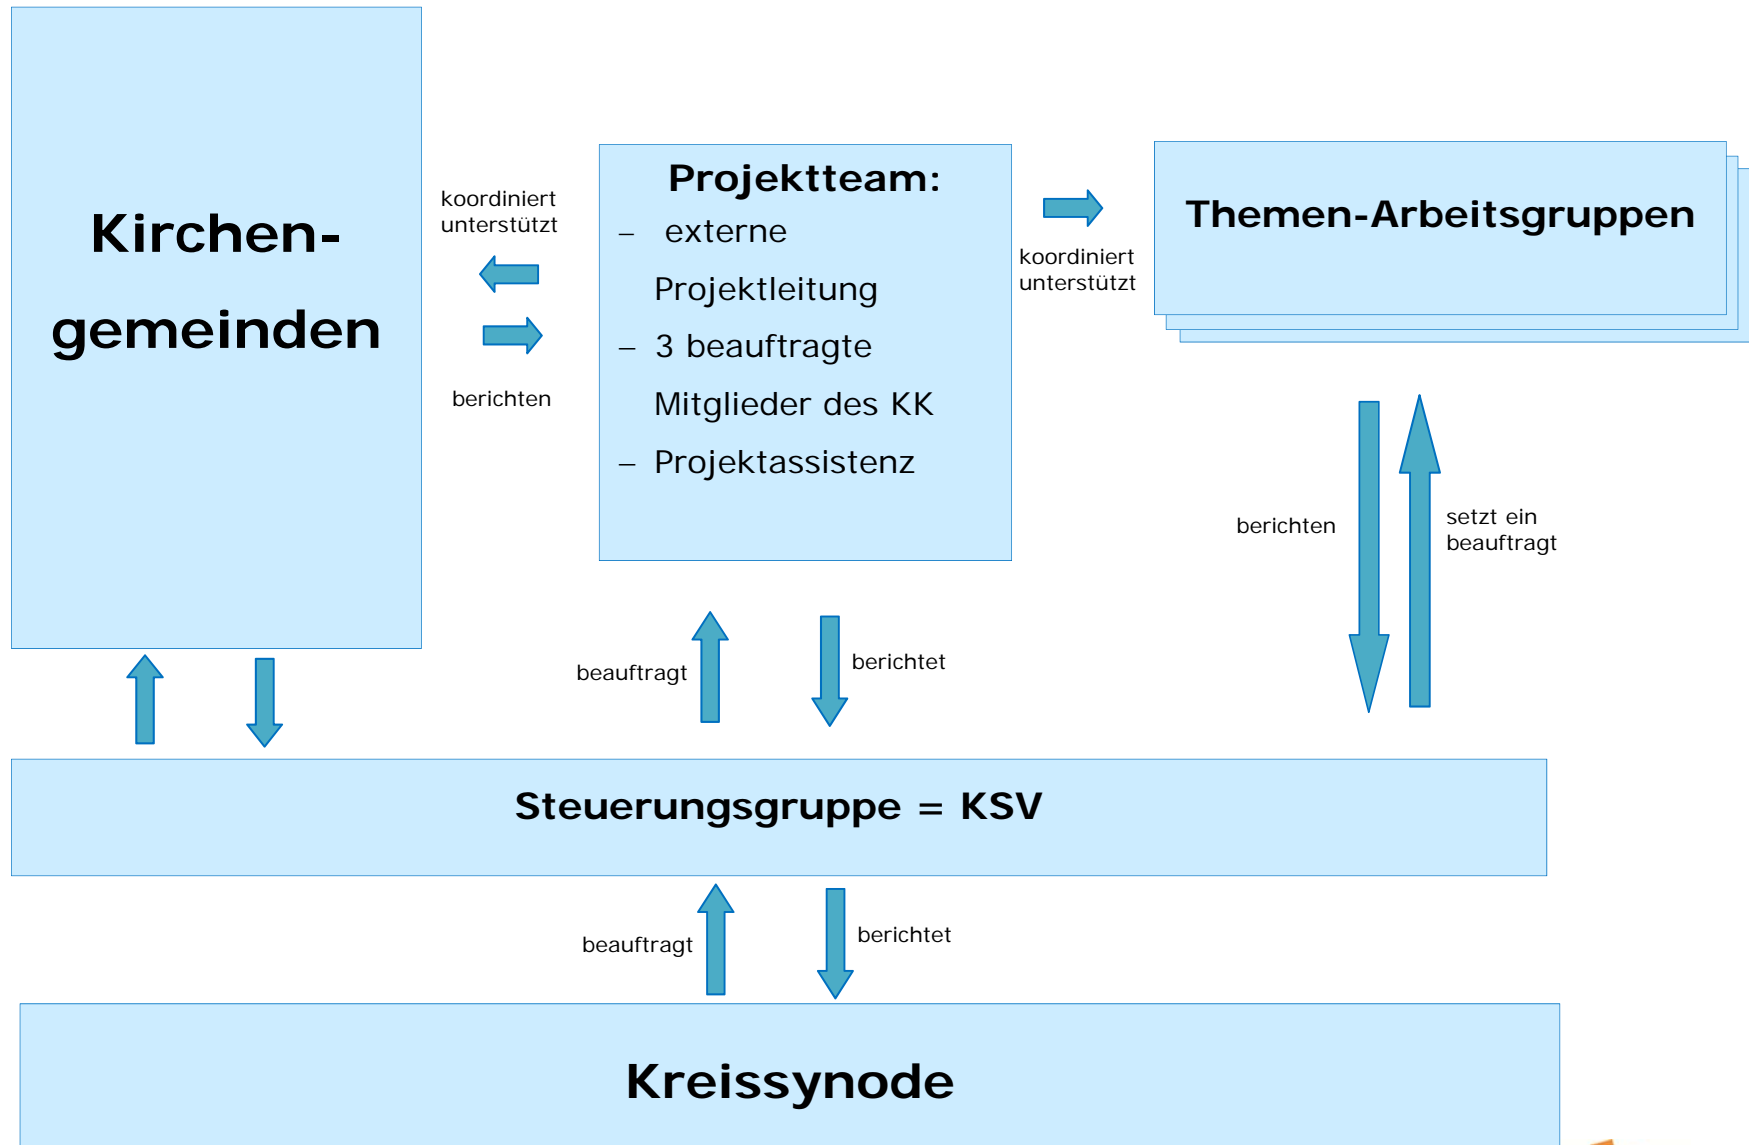 Kirchen-
gemeinden
koordiniert
unterstützt
berichten
Projektteam:
– externe
Projektleitung
– 3 beauftragte
Mitglieder des KK
– Projektassistenz
koordiniert
unterstützt
Themen-Arbeitsgruppen
berichten
setzt ein
beauftragt
beauftragt
berichtet
Steuerungsgruppe = KSV
beauftragt
berichtet
Kreissynode